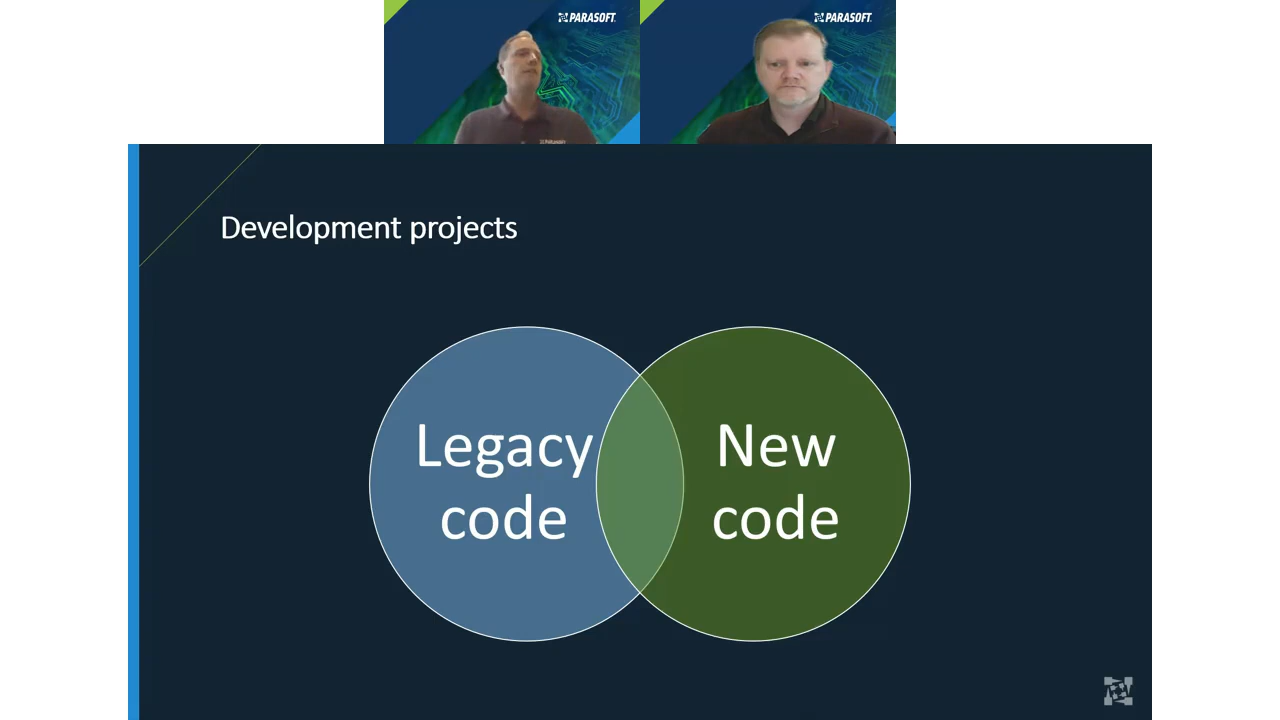 PARASOFT
PARASOFT
Development projects
Legacy
code
New
code